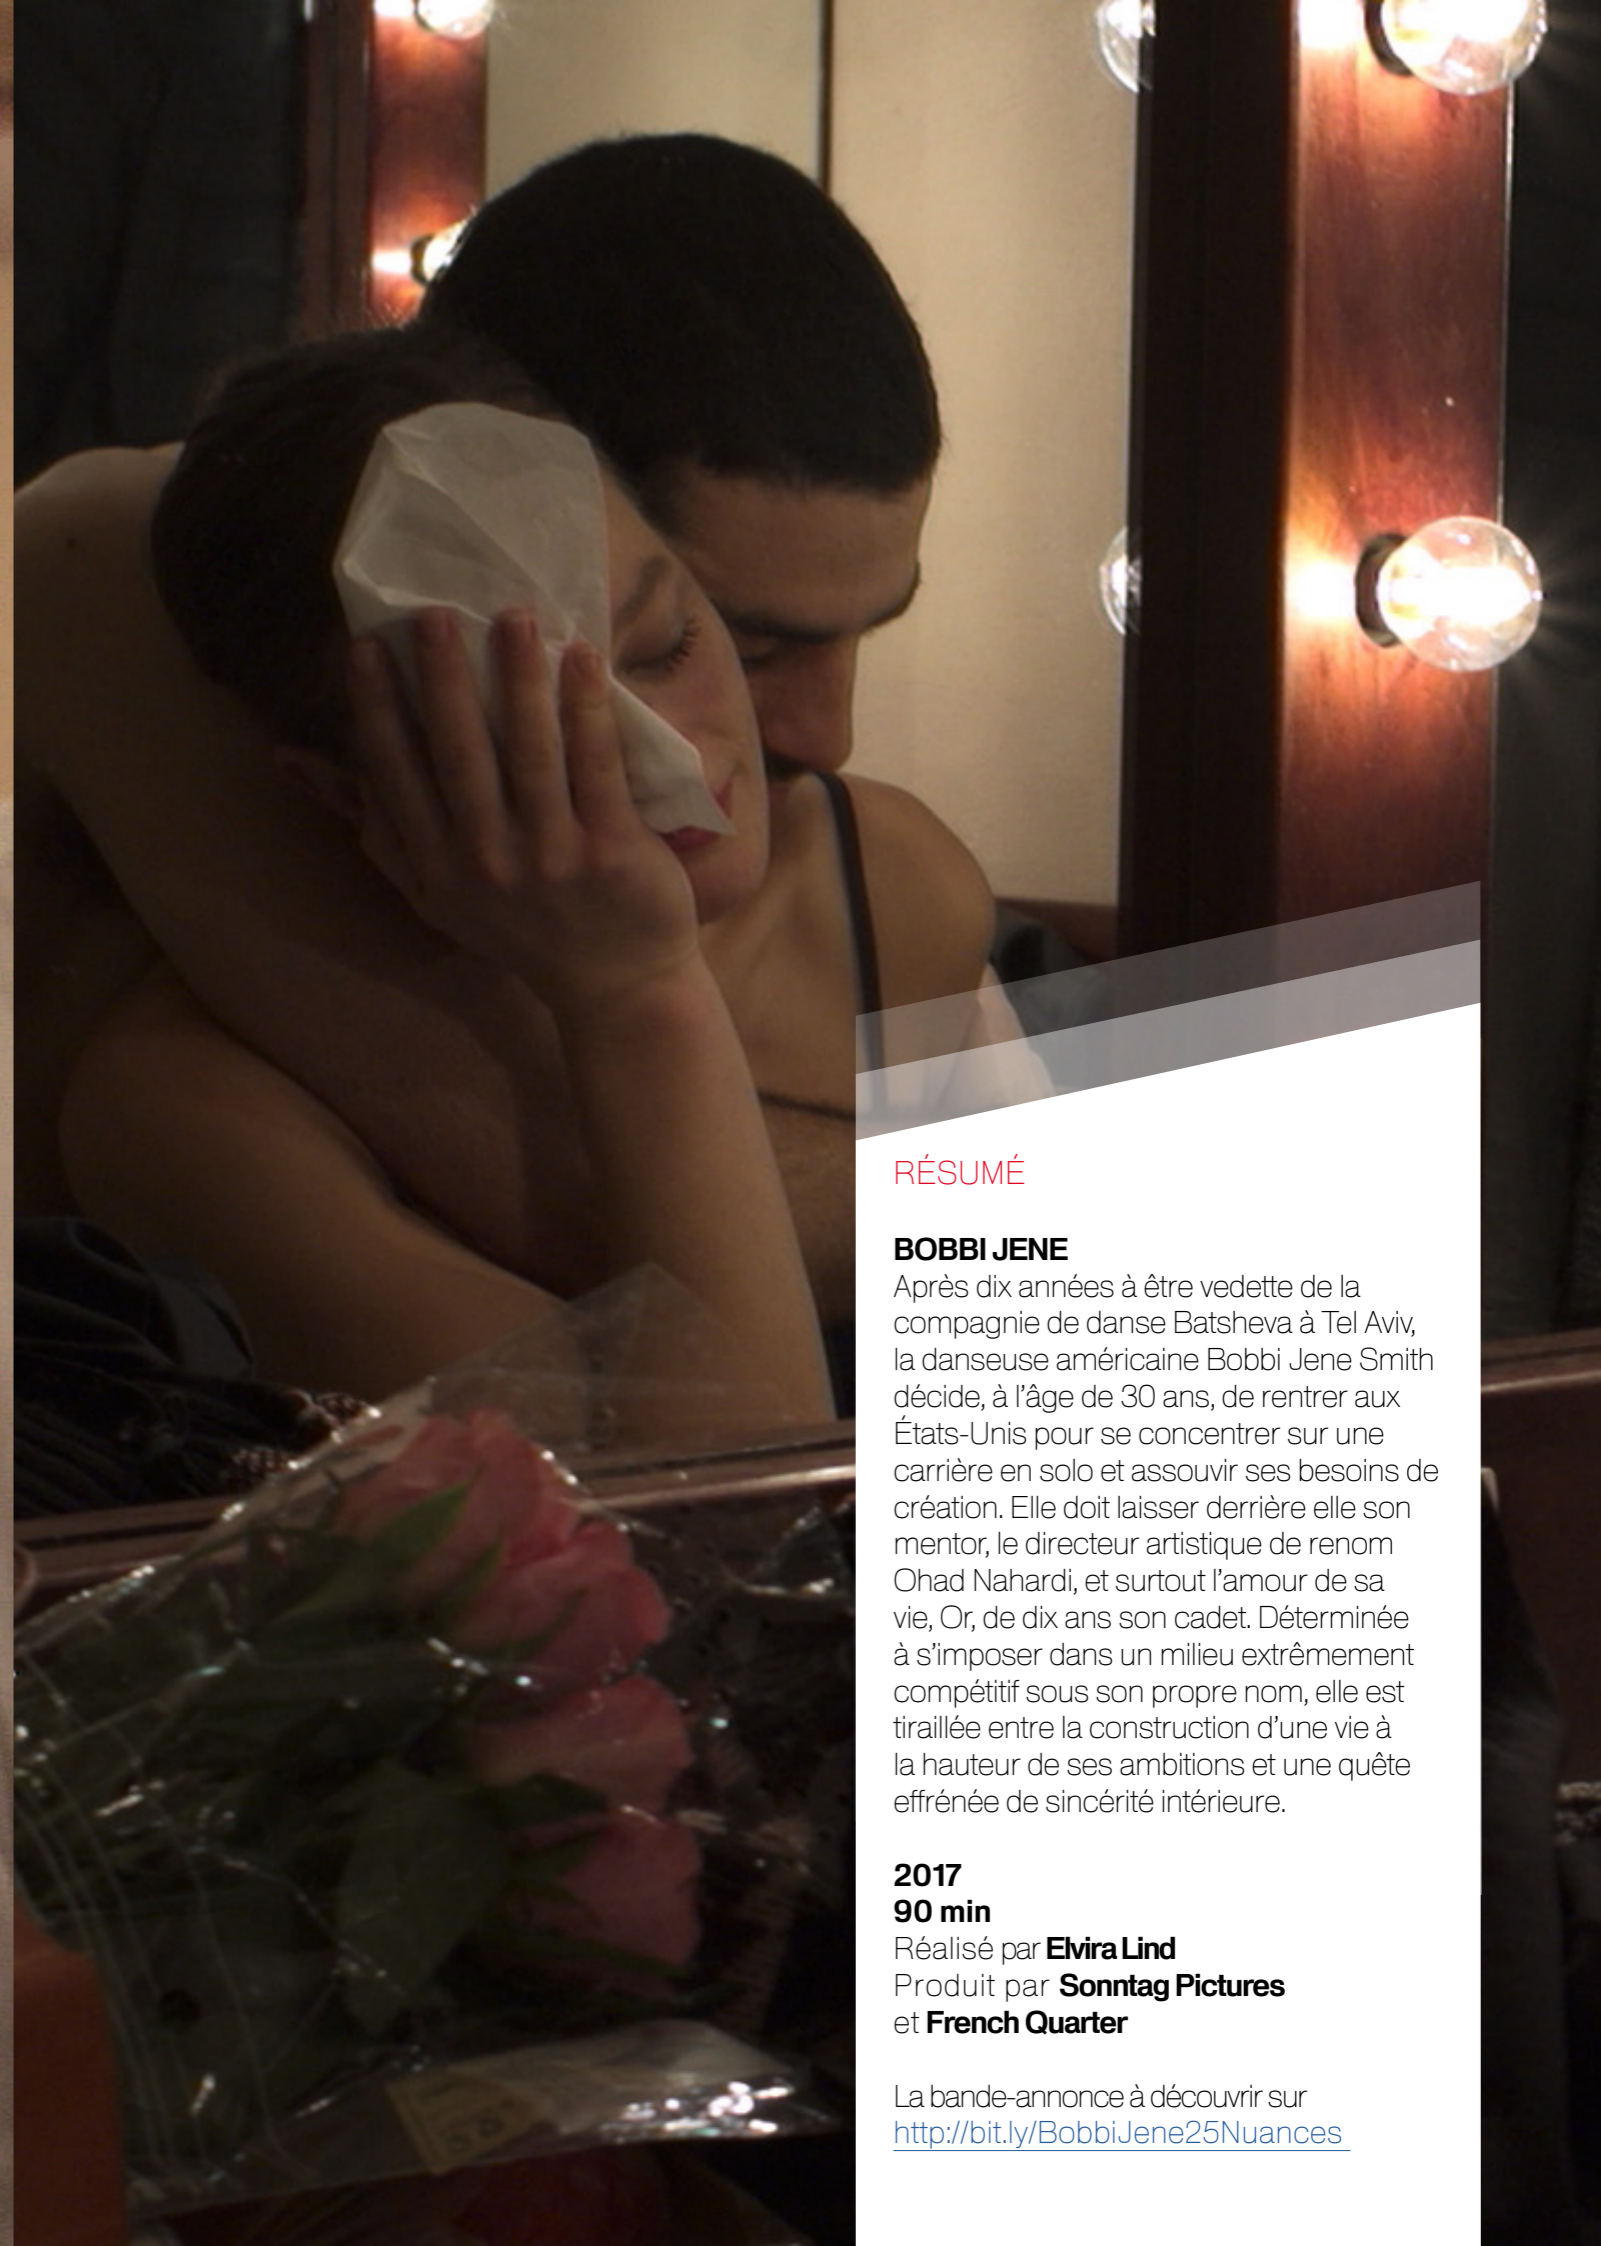 RÉSUMÉ
BOBBI JENE
Après dix années à être vedette de la
compagnie de danse Batsheva à Tel Aviv,
la danseuse américaine Bobbi Jene Smith
décide, à l'âge de 30 ans, de rentrer aux
États-Unis pour se concentrer sur une
carrière en solo et assouvir ses besoins de
création. Elle doit laisser derrière elle son
mentor, le directeur artistique de renom
Ohad Nahardi, et surtout l'amour de sa
vie, Or, de dix ans son cadet. Déterminée
à s'imposer dans un milieu extrêmement
compétitif sous son propre nom, elle est
tiraillée entre la construction d'une vie à
la hauteur de ses ambitions et une quête
effrénée de sincérité intérieure.
2017
90 min
Réalisé par Elvira Lind
Produit par Sonntag Pictures
et French Quarter
La bande-annonce à découvrir sur
http://bit.ly/BobbiJene25Nuances